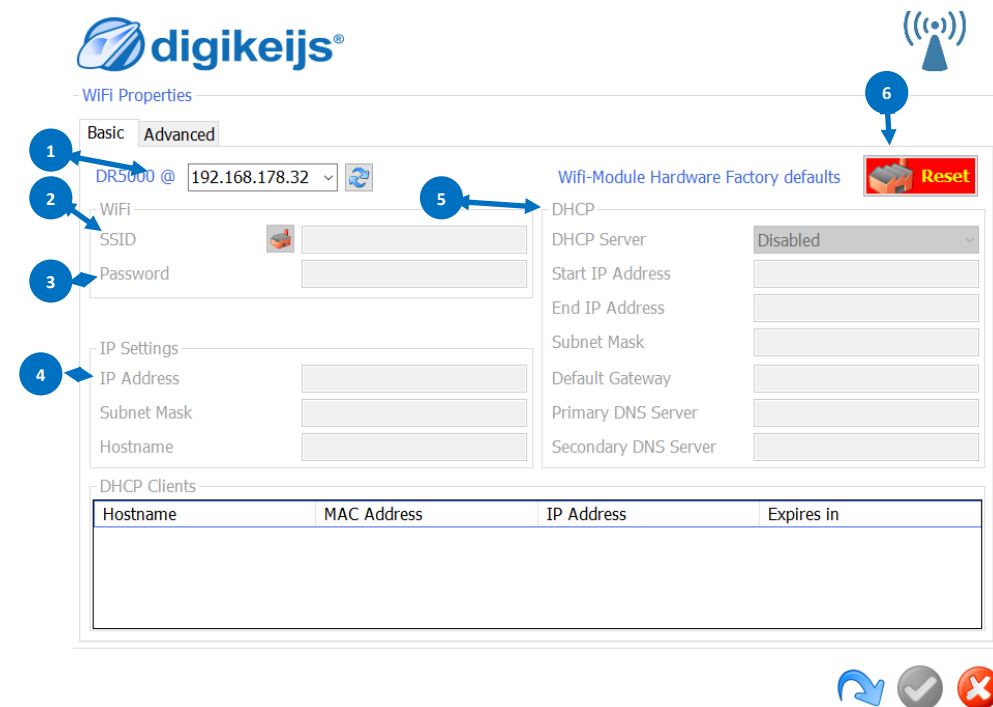 digikeijs®
WiFi Properties
6
Basic Advanced
1
DR5000 @ 192.168.178.32
Wifi-Module Hardware Factory defaults Reset
2
5
WiFi
DHCP
SSID
DHCP Server Disabled
3
Password
Start IP Address
End IP Address
IP Settings
Subnet Mask
4
IP Address
Default Gateway
Subnet Mask
Primary DNS Server
Hostname
Secondary DNS Server
DHCP Clients
Hostname MAC Address IP Address Expires in